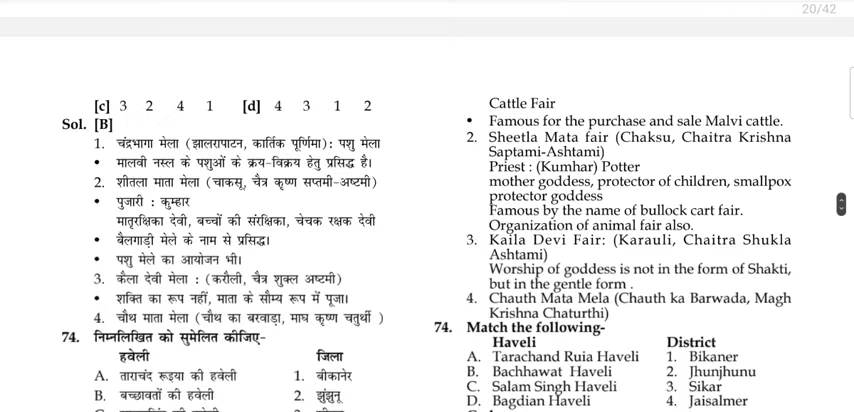 20/42
[c] 3 2 4 1 [d] 4 3 1 2
Sol. [B]
1. चंद्रभागा मेला (झालरापाटन, कार्तिक पूर्णिमा): पशु मेला
• मालवी नस्ल के पशुओं के क्रय-विक्रय हेतु प्रसिद्ध है।
2. शीतला माता मेला (चाकसू, चैत्र कृष्ण सप्तमी-अष्टमी)
• पुजारी : कुम्हार
मातृरक्षिका देवी, बच्चों की संरक्षिका, चेचक रक्षक देवी
• बैलगाड़ी मेले के नाम से प्रसिद्ध।
• पशु मेले का आयोजन भी।
3. कैला देवी मेला : (करौली, चैत्र शुक्ल अष्टमी)
• शक्ति का रूप नहीं, माता के सौम्य रूप में पूजा।
4. चौथ माता मेला (चौथ का बरवाड़ा, माघ कृष्ण चतुर्थी )
74. निम्नलिखित को सुमेलित कीजिए-
हवेली जिला
A. ताराचंद रूइया की हवेली 1. बीकानेर
B. बच्छावतों की हवेली 2. झुंझुनू
Cattle Fair
• Famous for the purchase and sale Malvi cattle.
2. Sheetla Mata fair (Chaksu, Chaitra Krishna
Saptami-Ashtami)
Priest : (Kumhar) Potter
mother goddess, protector of children, smallpox
protector goddess
Famous by the name of bullock cart fair.
Organization of animal fair also.
3. Kaila Devi Fair: (Karauli, Chaitra Shukla
Ashtami)
Worship of goddess is not in the form of Shakti,
but in the gentle form .
4. Chauth Mata Mela (Chauth ka Barwada, Magh
Krishna Chaturthi)
74. Match the following-
Haveli District
A. Tarachand Ruia Haveli 1. Bikaner
B. Bachhawat Haveli 2. Jhunjhunu
C. Salam Singh Haveli 3. Sikar
D. Bagdian Haveli 4. Jaisalmer